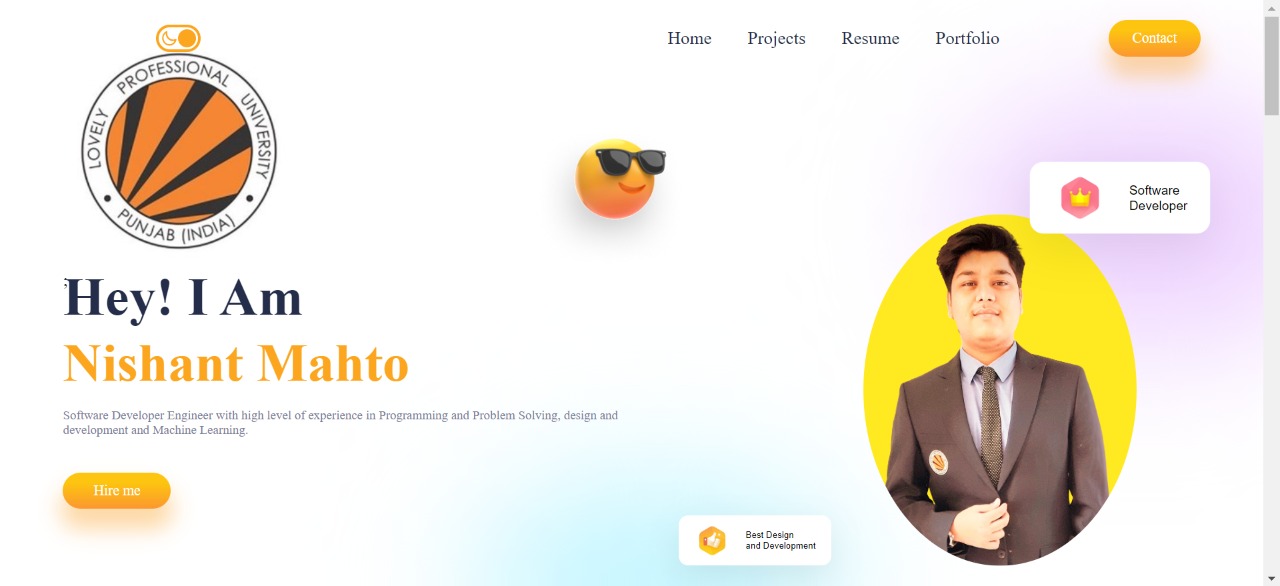 Home Projects Resume Portfolio Contact
LOVELY PROFESSIONAL UNIVERSITY
PUNJAB (INDIA)
Software
Developer
Hey! I Am
Nishant Mahto
Software Developer Engineer with high level of experience in Programming and Problem Solving, design and
development and Machine Learning.
Hire me
Best Design
and Development